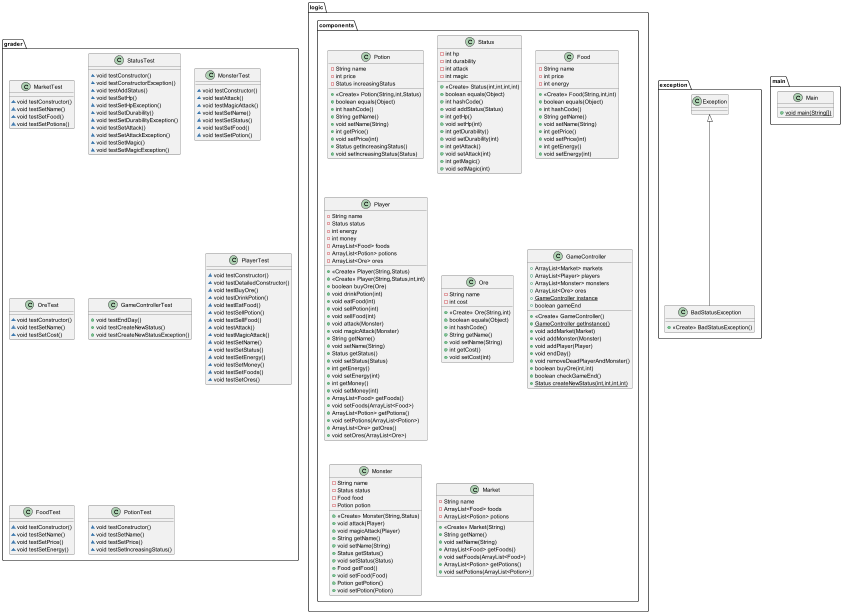 grader
C MarketTest
void testConstructor()
void testSetName()
void testSetFood()
void testSetPotions()
C StatusTest
void testConstructor()
void testConstructorException()
void testAddStatus()
void testSetHp()
void testSetHpException()
void testSetDurability()
void testSetDurabilityException()
void testSetAttack()
void testSetAttackException()
void testSetMagic()
void testSetMagicException()
C MonsterTest
void testConstructor()
void testAttack()
void testMagicAttack()
void testSetName()
void testSetStatus()
void testSetFood()
void testSetPotion()
C OreTest
void testConstructor()
void testSetName()
void testSetCost()
C GameControllerTest
void testEndDay()
void testCreateNewStatus()
void testCreateNewStatusException()
C PlayerTest
void testConstructor()
void testDetailedConstructor()
void testBuyOre()
void testDrinkPotion()
void testEatFood()
void testSellPotion()
void testSellFood()
void testAttack()
void testMagicAttack()
void testSetName()
void testSetStatus()
void testSetEnergy()
void testSetMoney()
void testSetFoods()
void testSetPotions()
void testSetOres()
C FoodTest
void testConstructor()
void testSetName()
void testSetPrice()
void testSetEnergy()
C PotionTest
void testConstructor()
void testSetName()
void testSetPrice()
void testSetIncreasingStatus()
logic
components
C Potion
String name
int price
Status increasingStatus
«Create» Potion(String,int,Status)
boolean equals(Object)
int hashCode()
String getName()
void setName(String)
int getPrice()
void setPrice(int)
Status getIncreasingStatus()
void setIncreasingStatus(Status)
C Status
int hp
int durability
int attack
int magic
«Create» Status(int,int,int,int)
boolean equals(Object)
int hashCode()
void addStatus(Status)
int getHp()
void setHp(int)
int getDurability()
void setDurability(int)
int getAttack()
void setAttack(int)
int getMagic()
void setMagic(int)
C Food
String name
int price
int energy
«Create» Food(String,int,int)
boolean equals(Object)
int hashCode()
String getName()
void setName(String)
int getPrice()
void setPrice(int)
int getEnergy()
void setEnergy(int)
C Player
String name
Status status
int energy
int money
ArrayList<Food> foods
ArrayList<Potion> potions
ArrayList<Ore> ores
«Create» Player(String,Status)
«Create» Player(String,Status,int,int)
boolean buyOre(Ore)
void drinkPotion(int)
void eatFood(int)
void sellPotion(int)
void sellFood(int)
void attack(Monster)
void magicAttack(Monster)
String getName()
void setName(String)
Status getStatus()
void setStatus(Status)
int getEnergy()
void setEnergy(int)
int getMoney()
void setMoney(int)
ArrayList<Food> getFoods()
void setFoods(ArrayList<Food>)
ArrayList<Potion> getPotions()
void setPotions(ArrayList<Potion>)
ArrayList<Ore> getOres()
void setOres(ArrayList<Ore>)
C Ore
String name
int cost
«Create» Ore(String,int)
boolean equals(Object)
int hashCode()
String getName()
void setName(String)
int getCost()
void setCost(int)
C GameController
ArrayList<Market> markets
ArrayList<Player> players
ArrayList<Monster> monsters
ArrayList<Ore> ores
GameController instance
boolean gameEnd
«Create» GameController()
GameController getInstance()
void addMarket(Market)
void addMonster(Monster)
void addPlayer(Player)
void endDay()
void removeDeadPlayerAndMonster()
boolean buyOre(int,int)
boolean checkGameEnd()
Status createNewStatus(int,int,int,int)
C Monster
String name
Status status
Food food
Potion potion
«Create» Monster(String,Status)
void attack(Player)
void magicAttack(Player)
String getName()
void setName(String)
Status getStatus()
void setStatus(Status)
Food getFood()
void setFood(Food)
Potion getPotion()
void setPotion(Potion)
C Market
String name
ArrayList<Food> foods
ArrayList<Potion> potions
«Create» Market(String)
String getName()
void setName(String)
ArrayList<Food> getFoods()
void setFoods(ArrayList<Food>)
ArrayList<Potion> getPotions()
void setPotions(ArrayList<Potion>)
exception
C Exception
C BadStatusException
«Create» BadStatusException()
main
C Main
void main(String[])